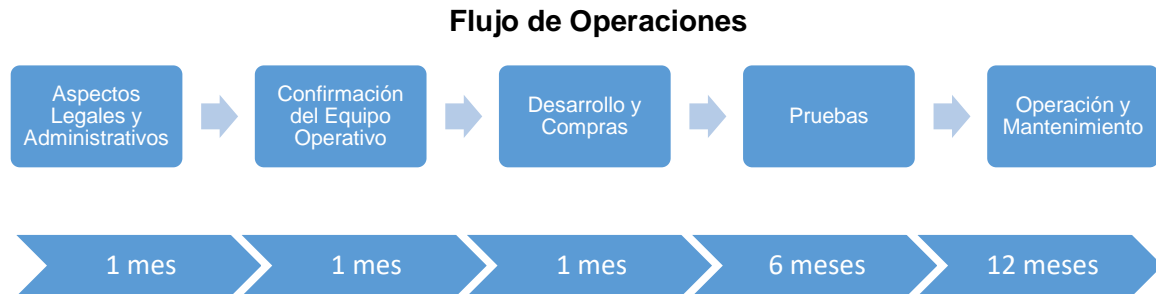 Flujo de Operaciones
Aspectos
Legales y
Administrativos
Confirmación
del Equipo
Operativo
Desarrollo y
Compras
Pruebas
Operación y
Mantenimiento
1 mes
1 mes
1 mes
6 meses
12 meses